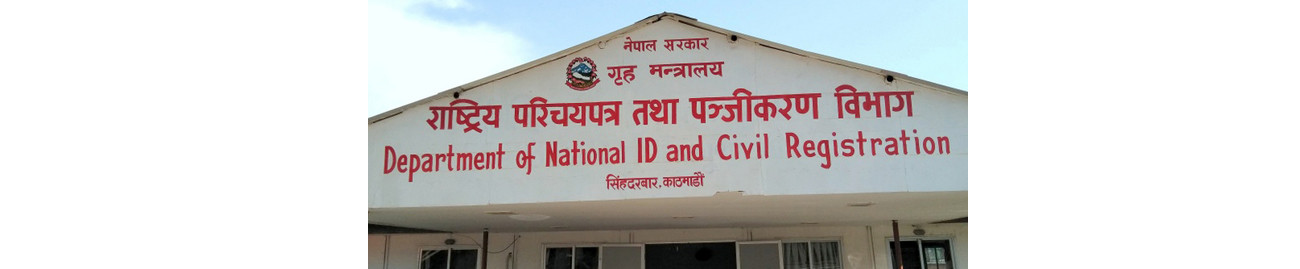 नेपाल सरकार
गृह मन्त्रालय
राष्ट्रिय परिचयपत्र तथा पञ्जीकरण विभाग
Department of National ID and Civil Registration
सिंहदरबार, काठमाडौं